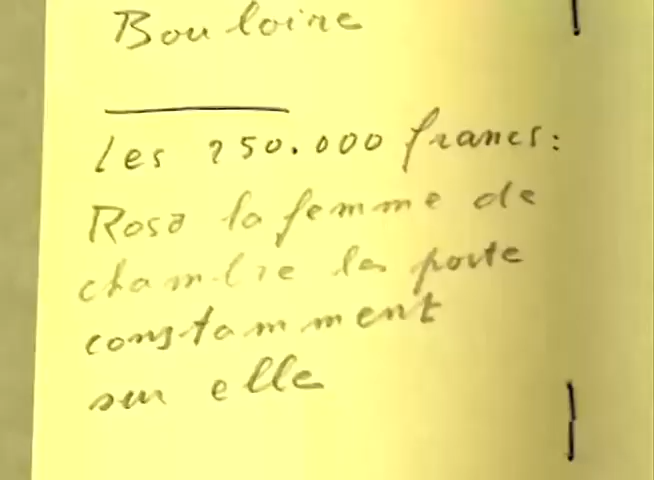 Bouloire
Les 250.000 francs:
Rosa la femme de
chambre les porte
constamment
sur elle